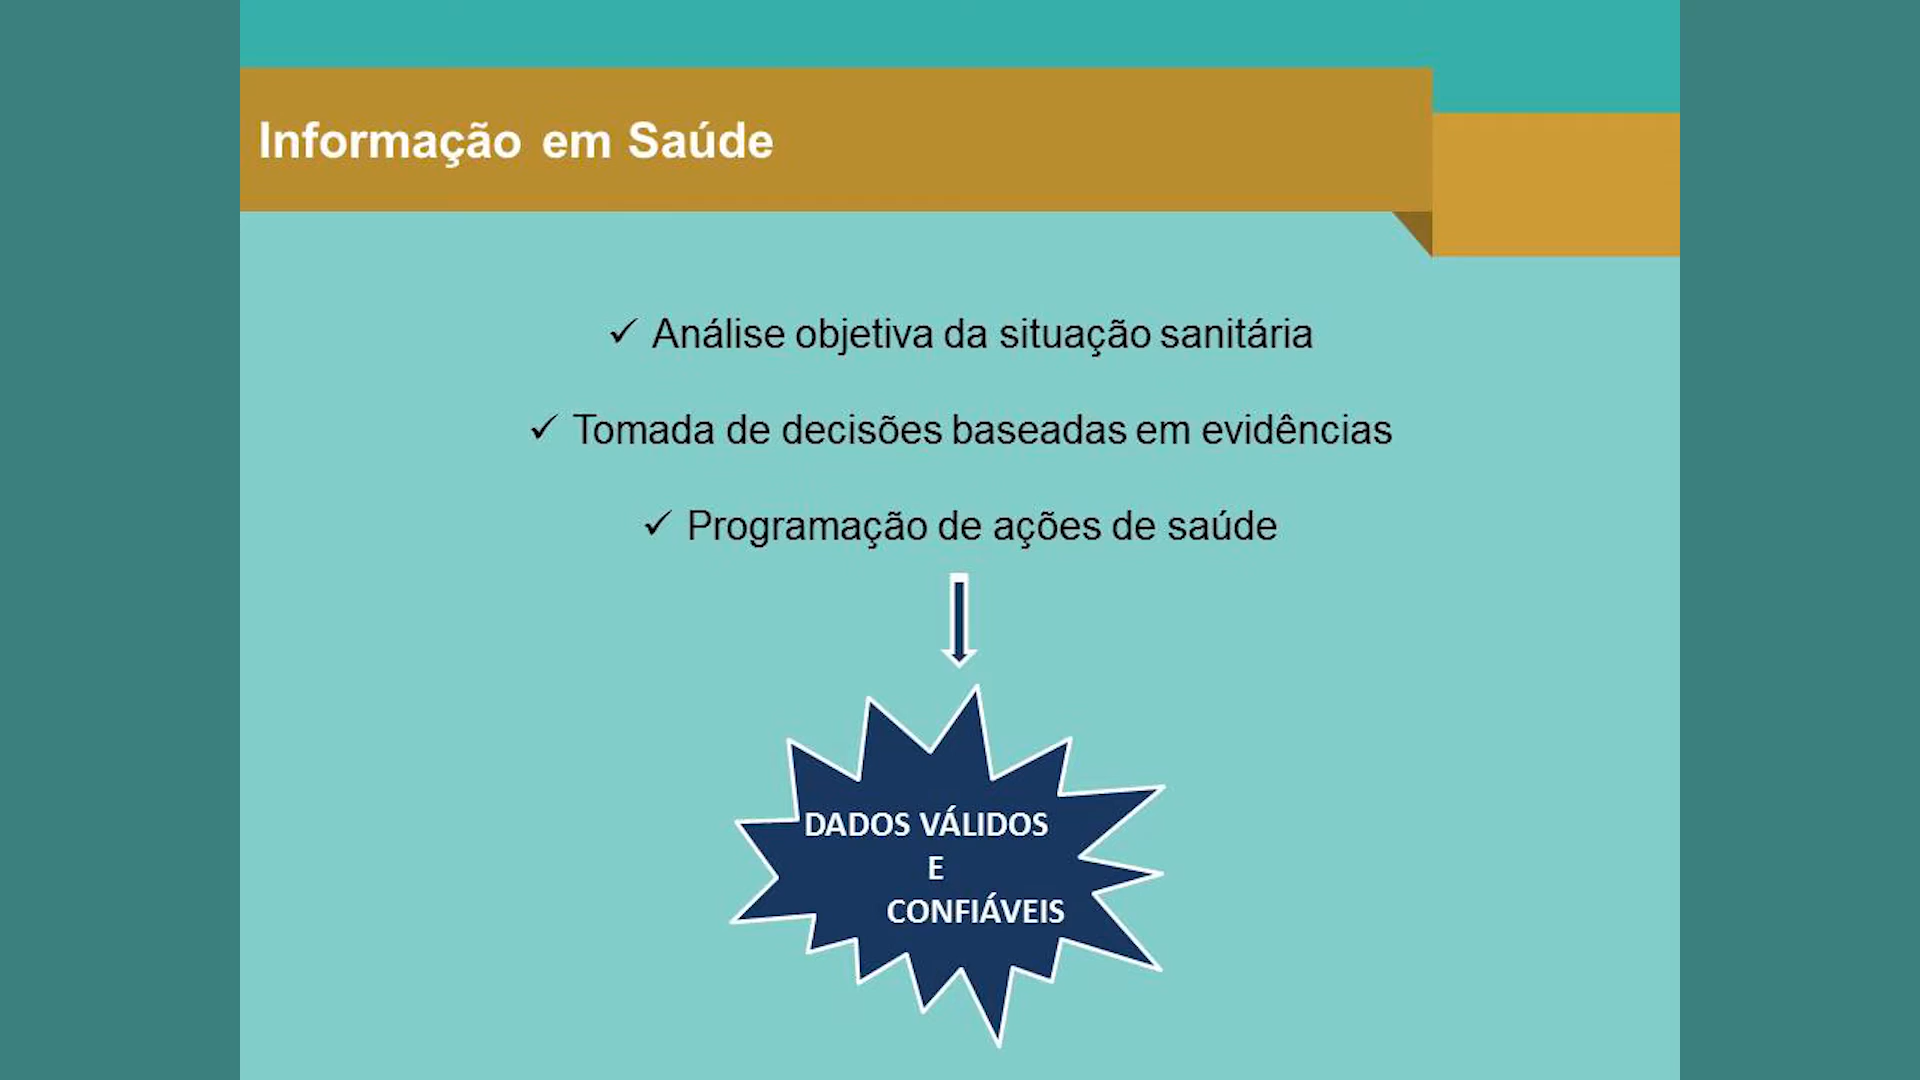 Informação em Saúde
✓ Análise objetiva da situação sanitária
✓ Tomada de decisões baseadas em evidências
✓ Programação de ações de saúde
DADOS VÁLIDOS
E
CONFIÁVEIS